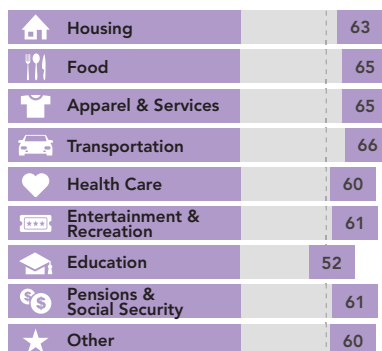 Housing 63
Food 65
Apparel & Services 65
Transportation 66
Health Care 60
Entertainment &
Recreation 61
Education 52
Pensions &
Social Security 61
Other 60